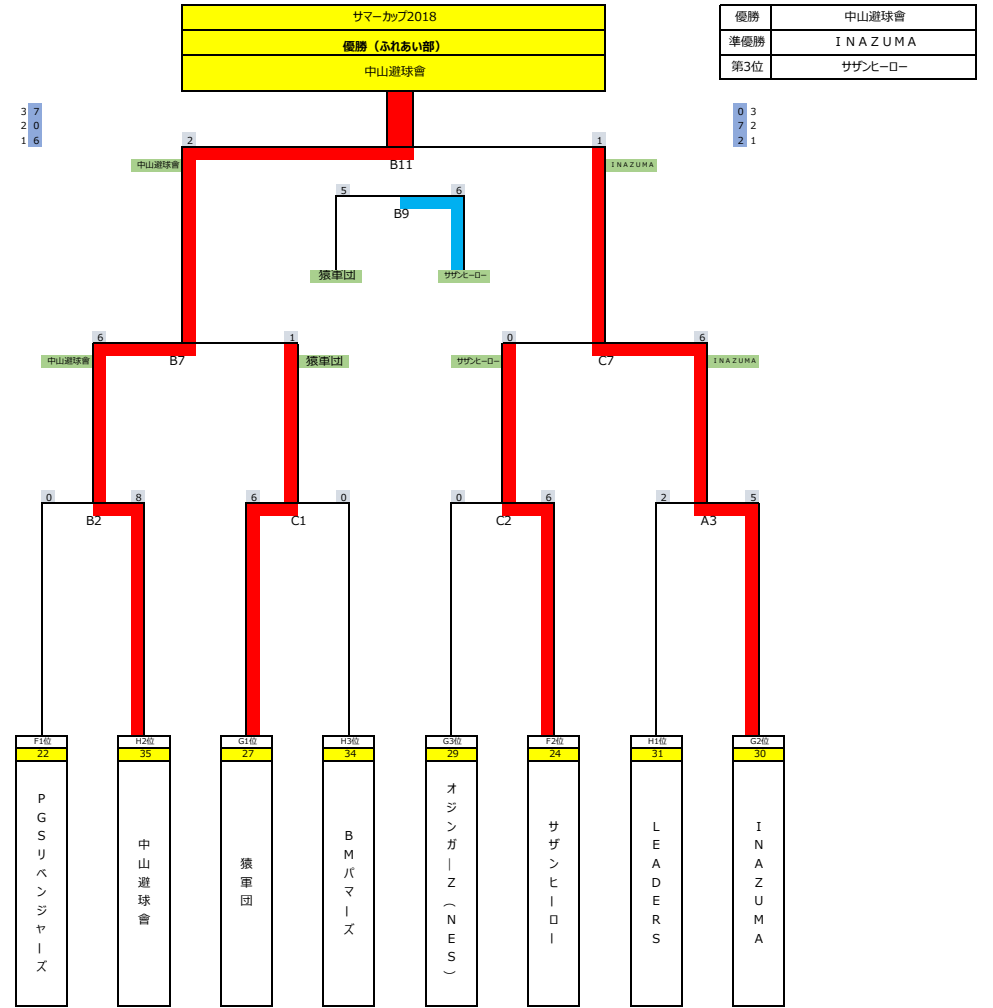 サマーカップ2018
優勝（ふれあい部）
中山避球會
優勝 中山避球會
準優勝 ＩＮＡＺＵＭＡ
第3位 サザンヒーロー
3 7
2 0
1 6
0 3
7 2
2 1
2 1
中山避球會 B11 ＩＮＡＺＵＭＡ
5 6
B9
猿軍団 サザンヒーロー
6 1 0 6
中山避球會 B7 猿軍団 サザンヒーロー C7 ＩＮＡＺＵＭＡ
0 8 6 0 0 6 2 5
B2 C1 C2 A3
F1位 H2位 G1位 H3位 G3位 F2位 H1位 G2位
22 35 27 34 29 24 31 30
ＰＧＳリベンジャーズ
中山避球會
猿軍団
ＢＭパマーズ
オジンガーＺ（ＮＥＳ）
サザンヒーロー
ＬＥＡＤＥＲＳ
ＩＮＡＺＵＭＡ